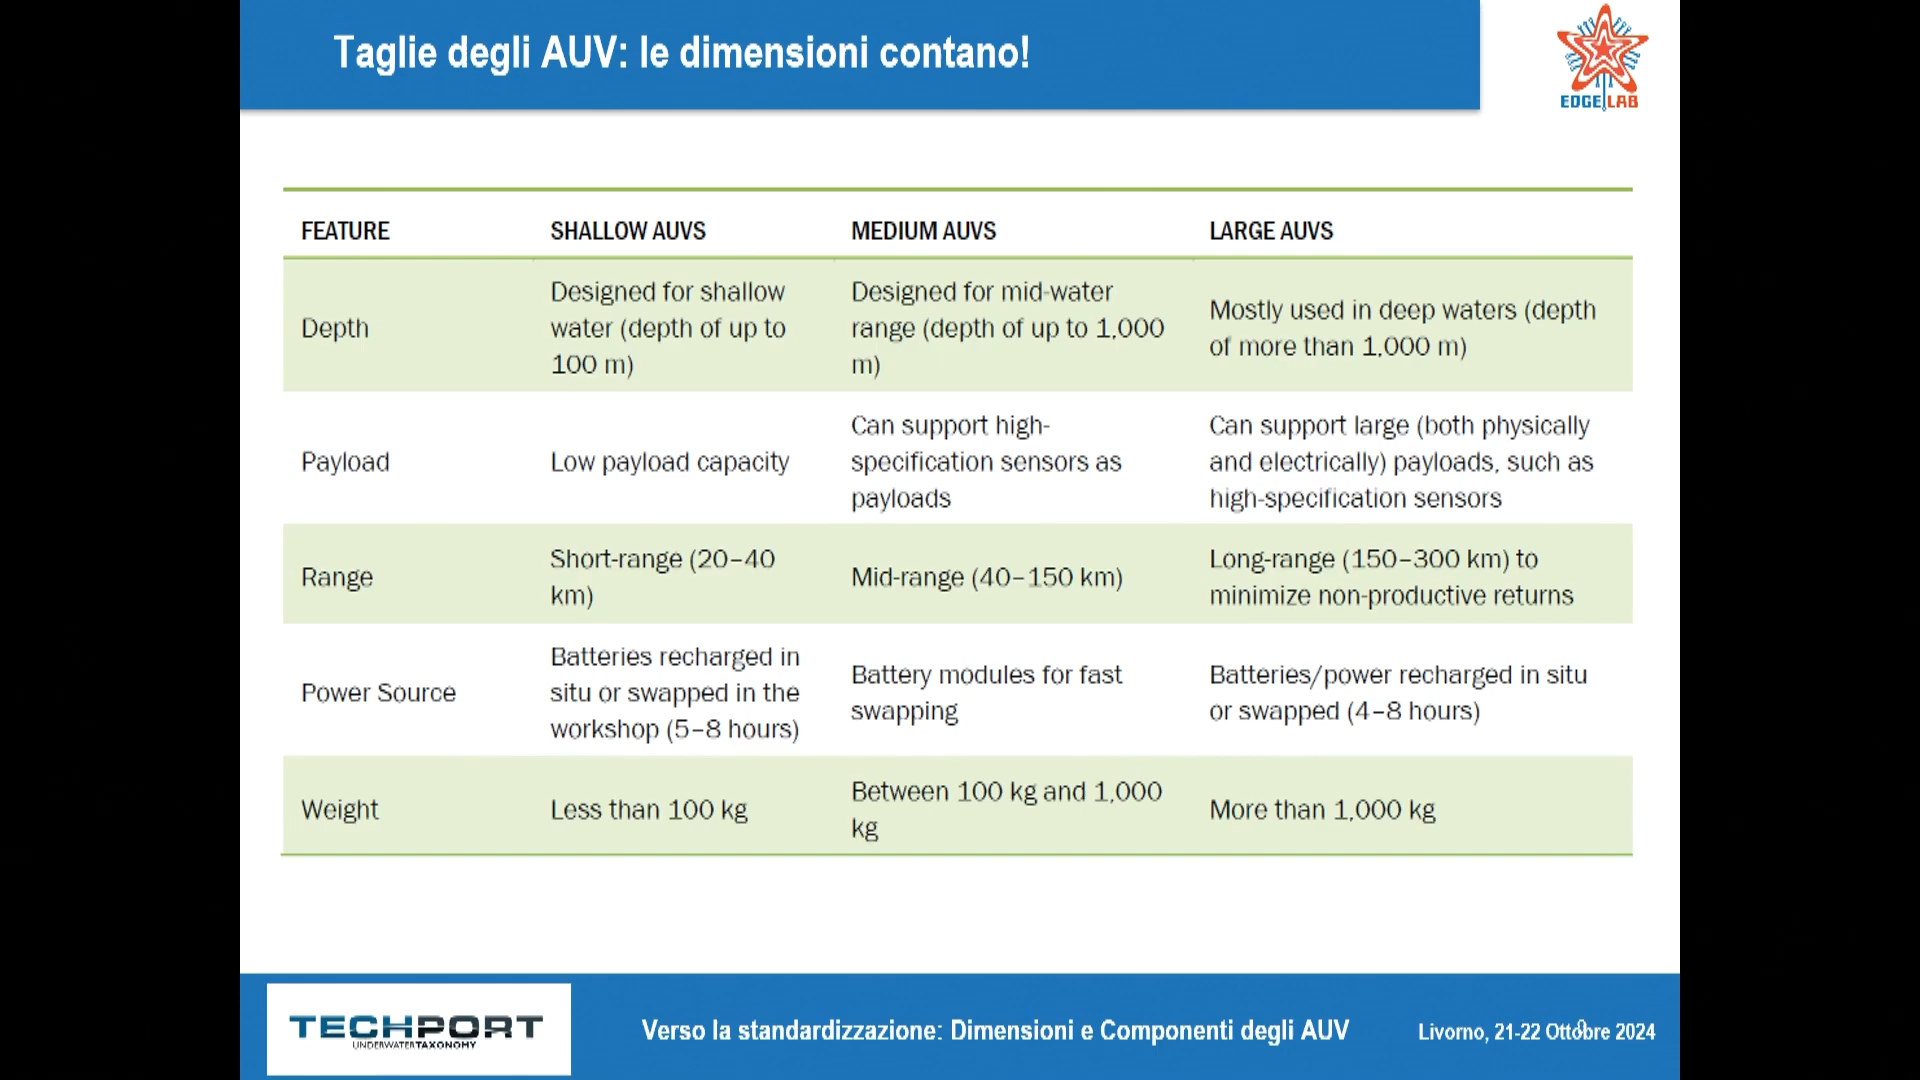 Taglie degli AUV: le dimensioni contano!
EDGE LAB
FEATURE SHALLOW AUVS MEDIUM AUVS LARGE AUVS
Depth
Designed for shallow
water (depth of up to
100 m)
Designed for mid-water
range (depth of up to 1,000
m)
Mostly used in deep waters (depth
of more than 1,000 m)
Payload
Low payload capacity
Can support high-
specification sensors as
payloads
Can support large (both physically
and electrically) payloads, such as
high-specification sensors
Range
Short-range (20–40
km)
Mid-range (40–150 km)
Long-range (150–300 km) to
minimize non-productive returns
Power Source
Batteries recharged in
situ or swapped in the
workshop (5–8 hours)
Battery modules for fast
swapping
Batteries/power recharged in situ
or swapped (4–8 hours)
Weight
Less than 100 kg
Between 100 kg and 1,000
kg
More than 1,000 kg
TECHPORT
UNDERWATERTAXONOMY
Verso la standardizzazione: Dimensioni e Componenti degli AUV
Livorno, 21-22 Ottobre 2024